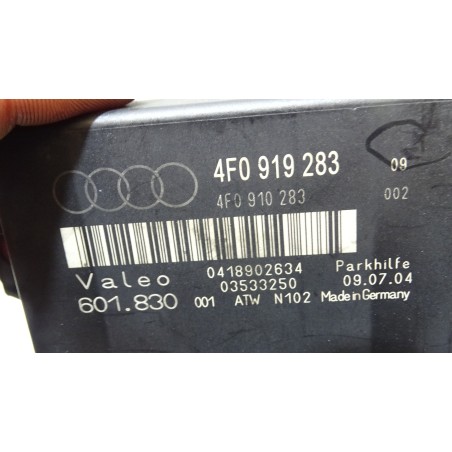 4F0 919 283 09
4F0 910 283 002
Valeo 0418902634 Parkhilfe
03533250 09.07.04
601.830 001 ATW N102 Made in Germany